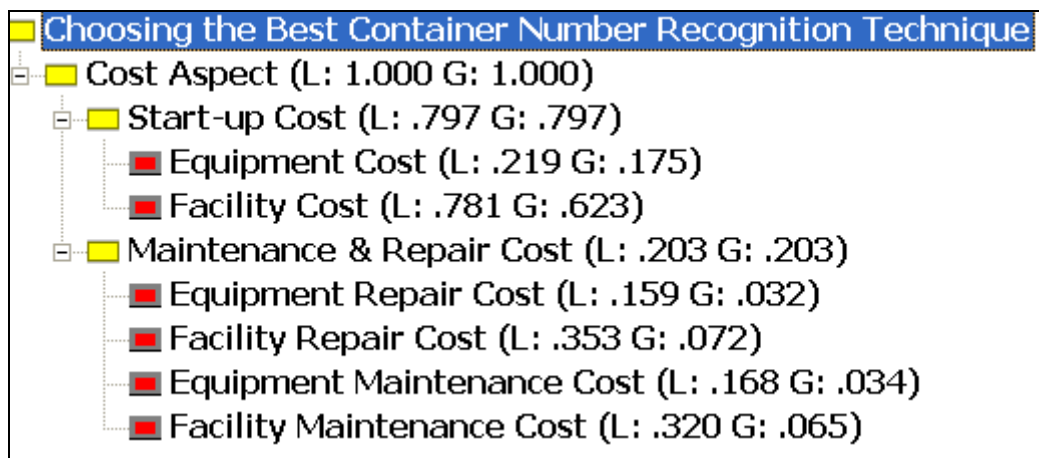 Choosing the Best Container Number Recognition Technique
Cost Aspect (L: 1.000 G: 1.000)
Start-up Cost (L: .797 G: .797)
Equipment Cost (L: .219 G: .175)
Facility Cost (L: .781 G: .623)
Maintenance & Repair Cost (L: .203 G: .203)
Equipment Repair Cost (L: .159 G: .032)
Facility Repair Cost (L: .353 G: .072)
Equipment Maintenance Cost (L: .168 G: .034)
Facility Maintenance Cost (L: .320 G: .065)